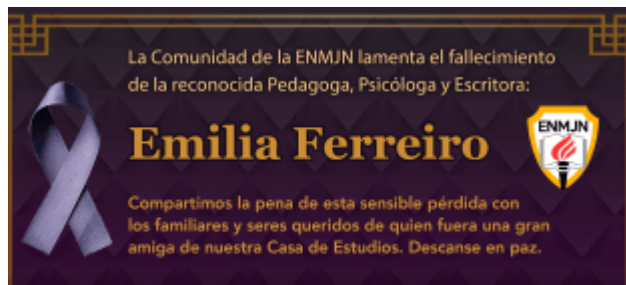 La Comunidad de la ENMJN lamenta el fallecimiento
de la reconocida Pedagoga, Psicóloga y Escritora:
Emilia Ferreiro
ENMJN
Compartimos la pena de esta sensible pérdida con
los familiares y seres queridos de quien fuera una gran
amiga de nuestra Casa de Estudios. Descanse en paz.